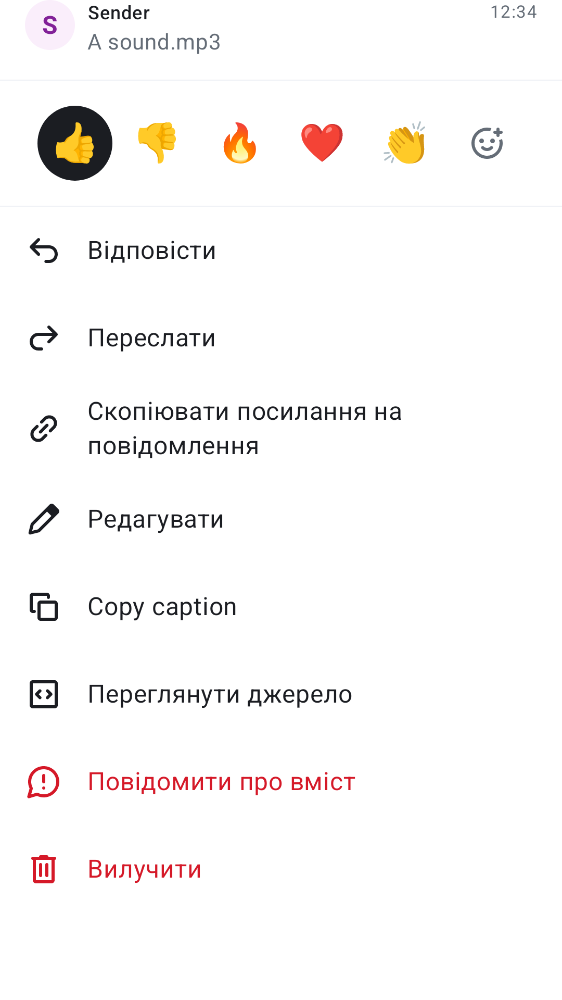 S
Sender
12:34
A sound.mp3
Відповісти
Переслати
Скопіювати посилання на
повідомлення
Редагувати
Copy caption
Переглянути джерело
Повідомити про вміст
Вилучити